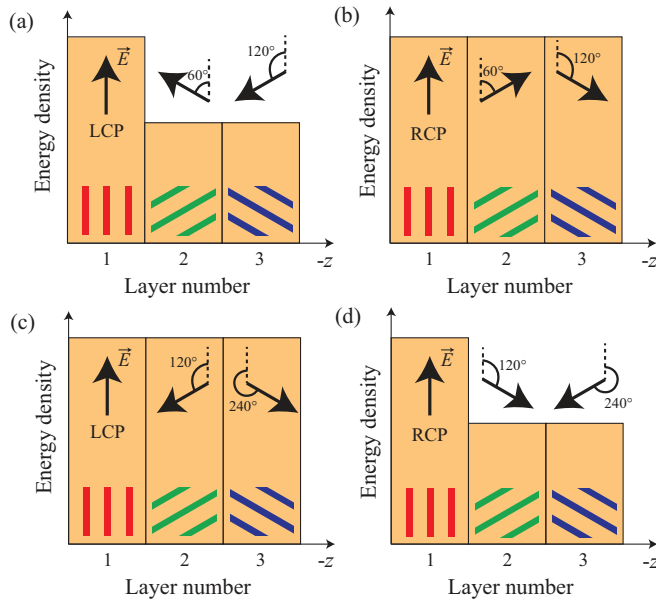 (a)
Energy density
E
LCP
60°
120°
1 2 3 -z
Layer number
(b)
Energy density
E
RCP
60°
120°
1 2 3 -z
Layer number
(c)
Energy density
E
LCP
120°
240°
1 2 3 -z
Layer number
(d)
Energy density
E
RCP
120°
240°
1 2 3 -z
Layer number